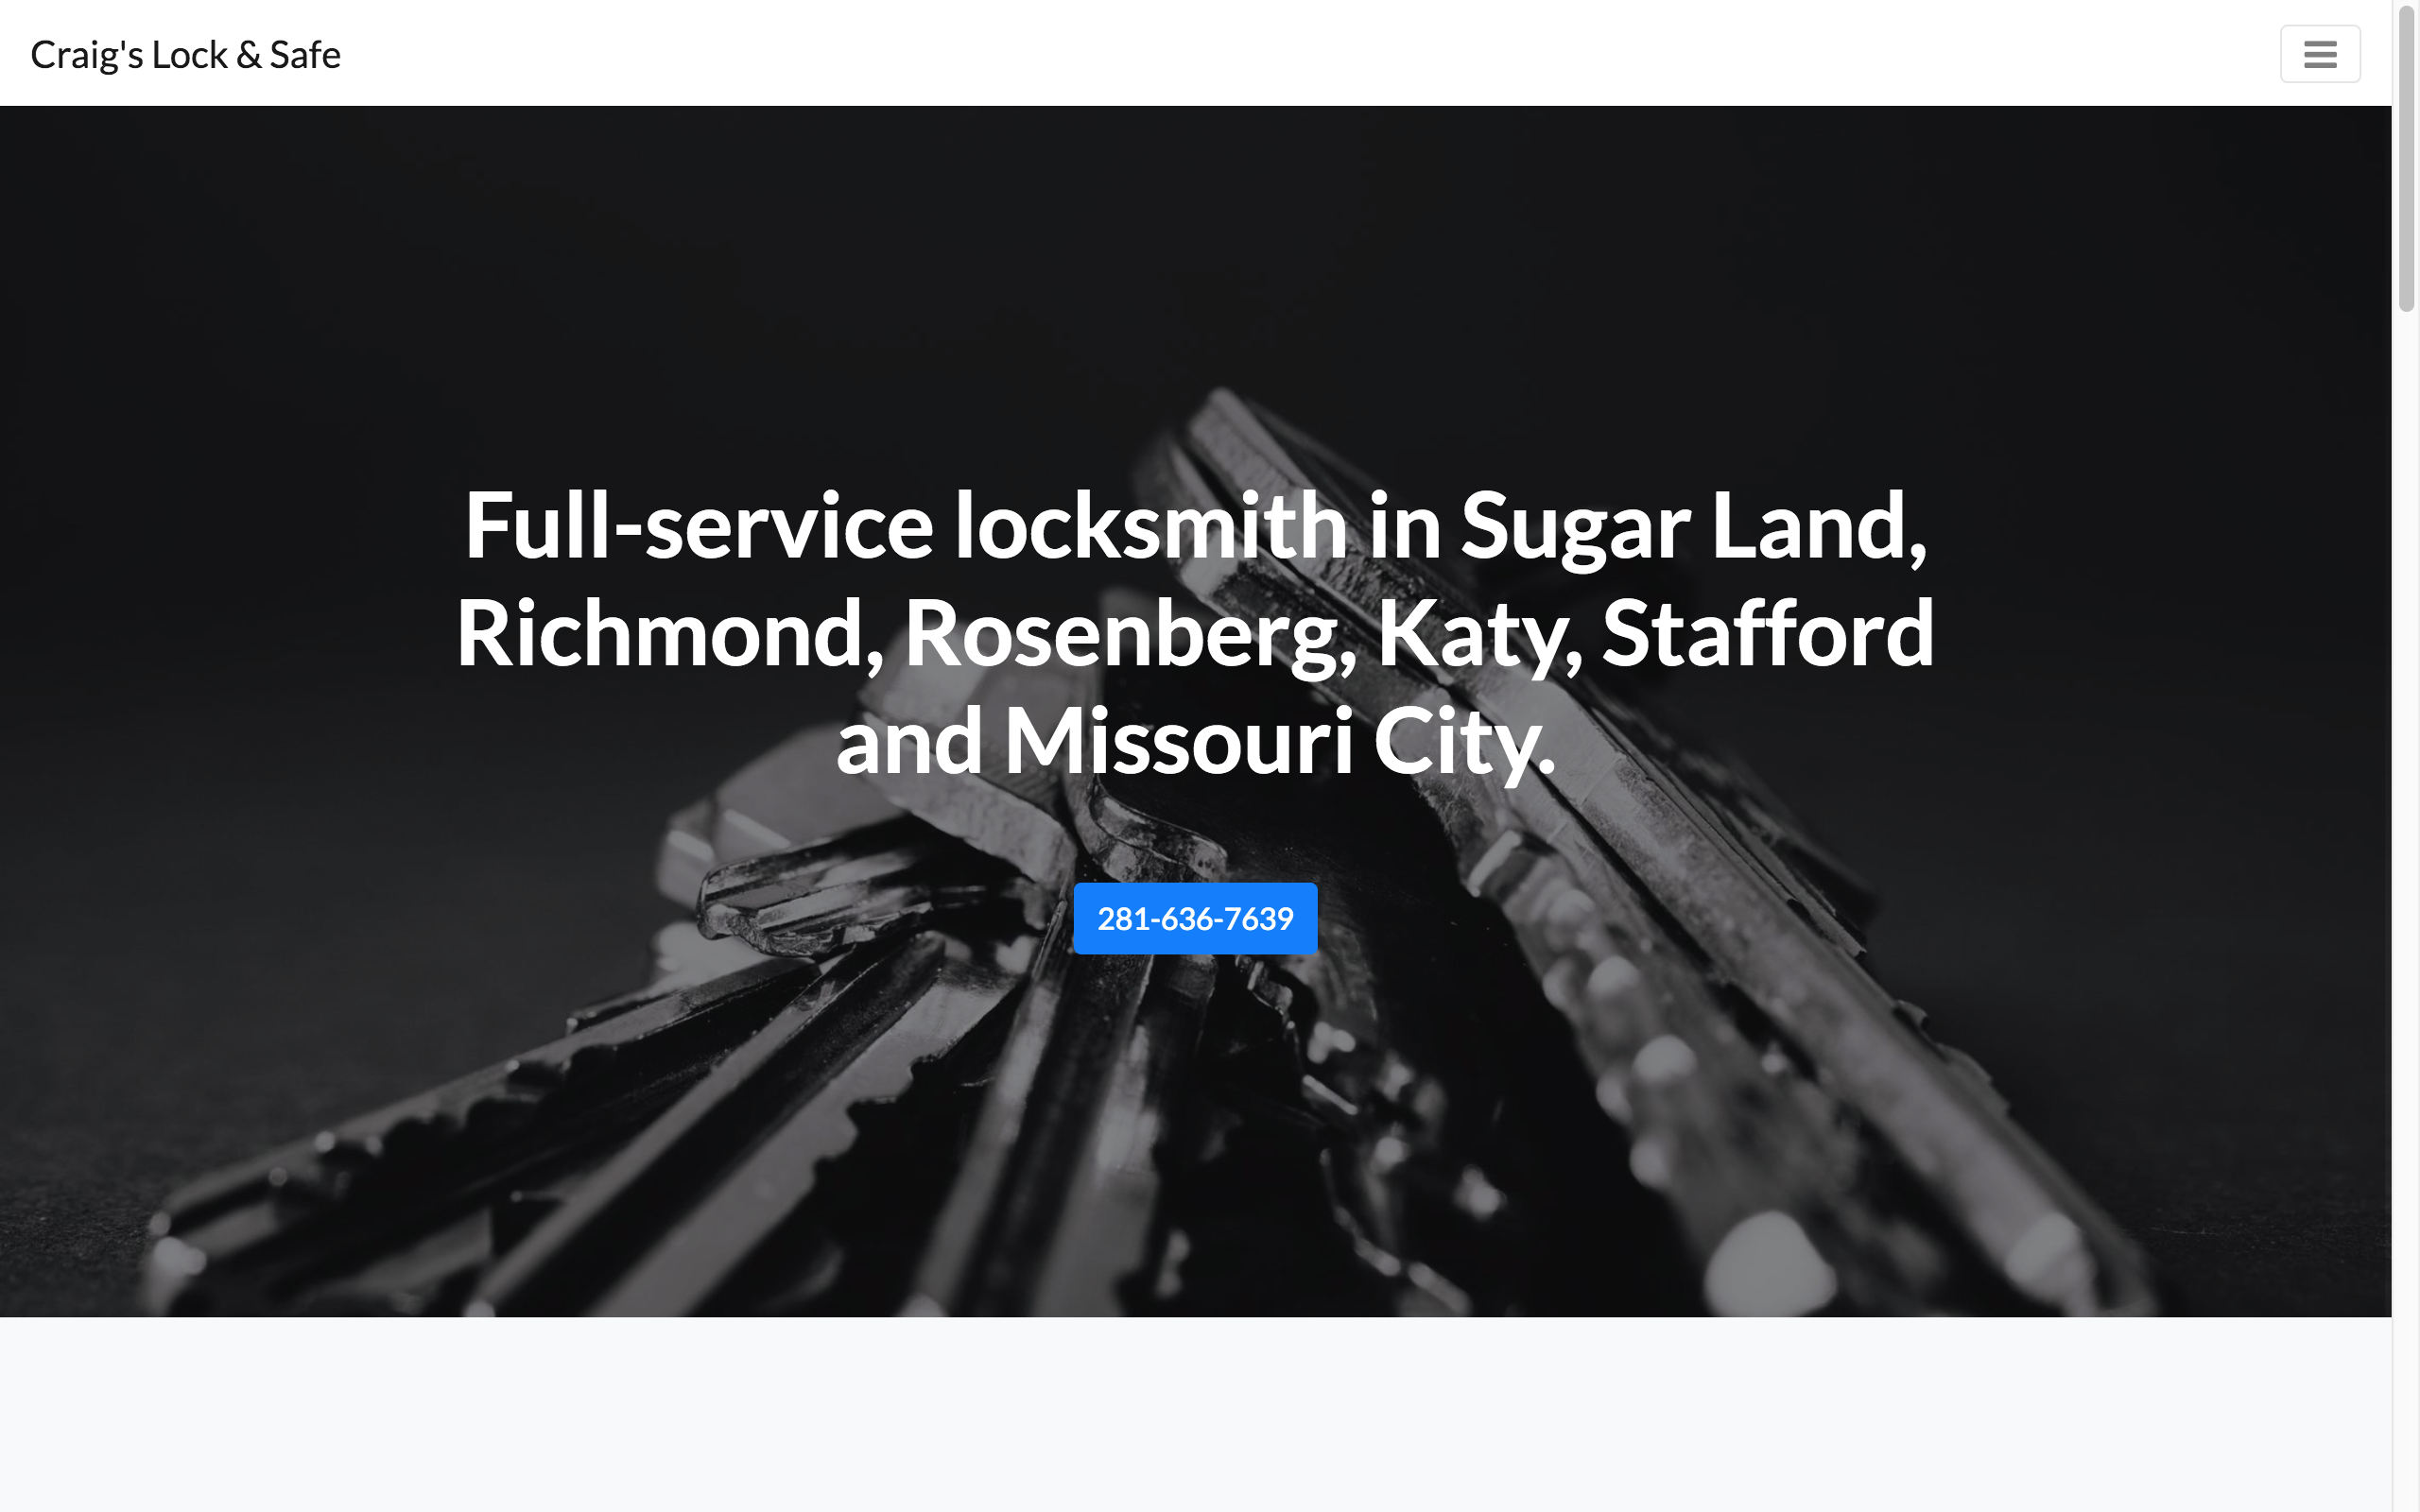 Craig's Lock & Safe
Full-service locksmith in Sugar Land,
Richmond, Rosenberg, Katy, Stafford
and Missouri City.
281-636-7639